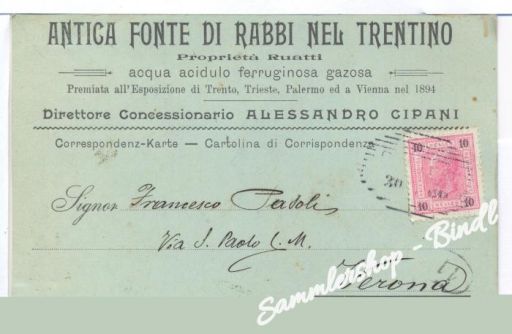 ANTICA FONTE DI RABBI NEL TRENTINO
Proprietà Ruatti
acqua acidulo ferruginosa gazosa
Premiata all'Esposizione di Trento, Trieste, Palermo ed a Vienna nel 1894
Direttore Concessionario ALESSANDRO CIPANI
Correspondenz-Karte — Cartolina di Corrispondenza
10 10
30
10 10
Signor Francesco
Via S. Paolo C. M.
Verona
Sammlershop - Bindl